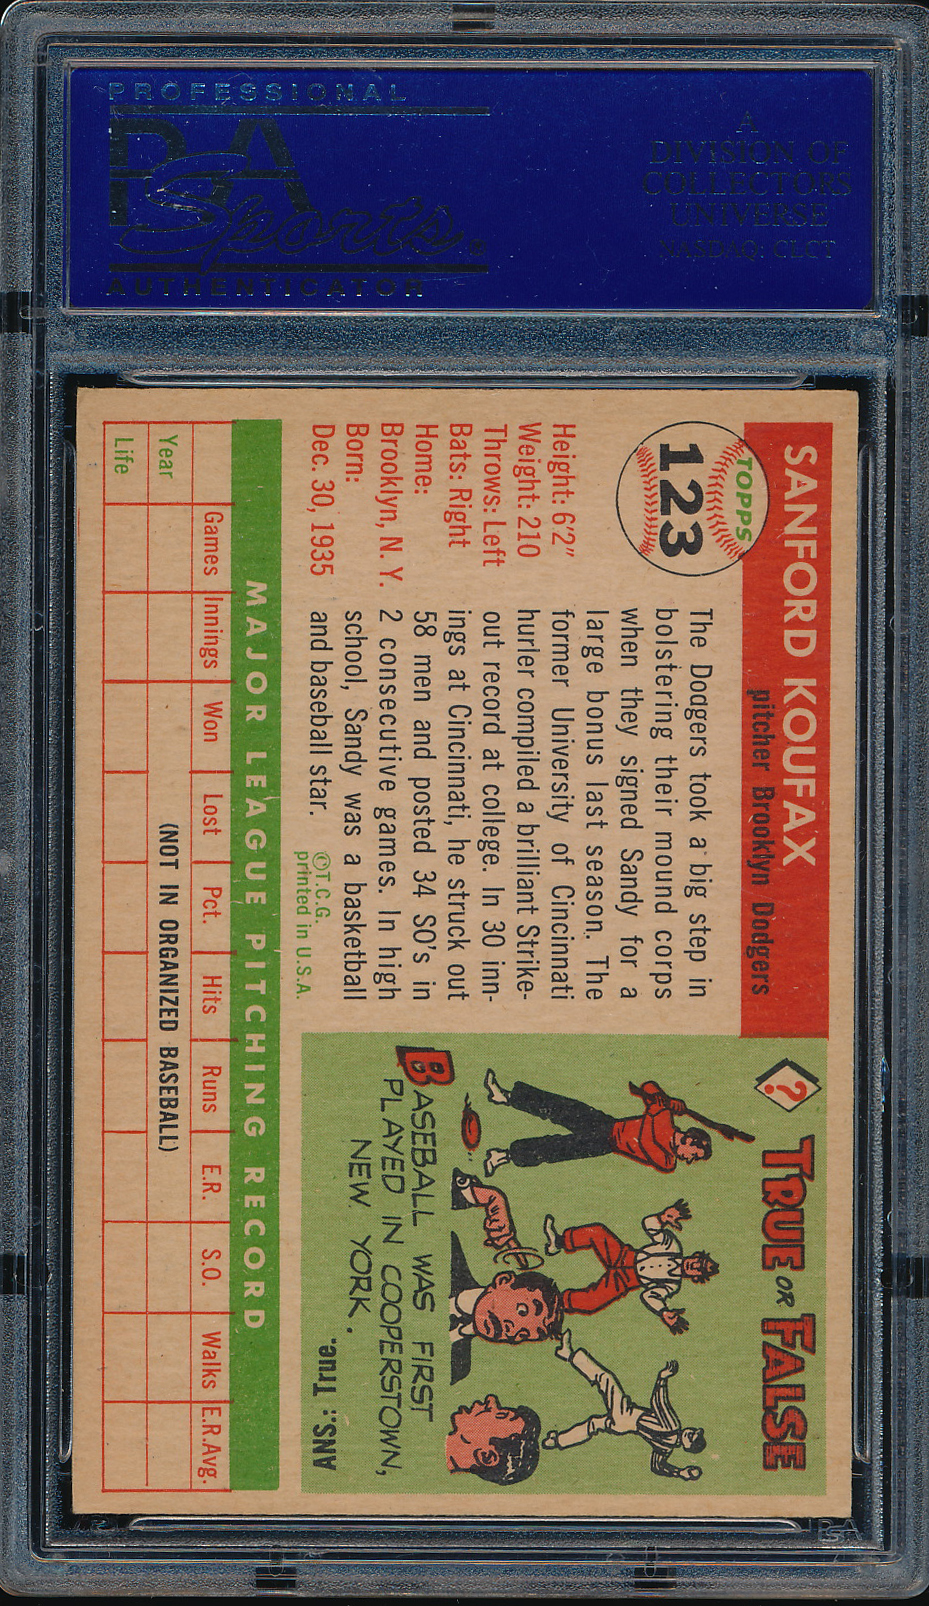 PROFESSIONAL
PSA
Sports®
AUTHENTICATOR
A
DIVISION OF
COLLECTORS
UNIVERSE
NASDAQ: CLCT
TOPPS
123
SANFORD KOUFAX
pitcher Brooklyn Dodgers
Height: 6'2"
Weight: 210
Throws: Left
Bats: Right
Home:
Brooklyn, N. Y.
Born:
Dec. 30, 1935
The Dodgers took a big step in
bolstering their mound corps
when they signed Sandy for a
large bonus last season. The
former University of Cincinnati
hurler compiled a brilliant Strike-
out record at college. In 30 inn-
ings at Cincinnati, he struck out
58 men and posted 34 SO's in
2 consecutive games. In high
school, Sandy was a basketball
and baseball star.
©T.C.G.
printed in U.S.A.
?
TRUE OR FALSE
BASEBALL WAS FIRST
PLAYED IN COOPERSTOWN,
NEW YORK.
ANS.: True.
MAJOR LEAGUE PITCHING RECORD
Games Innings Won Lost Pct. Hits Runs E.R. S.O. Walks E.R.Avg.
Year (NOT IN ORGANIZED BASEBALL)
Life
PSA